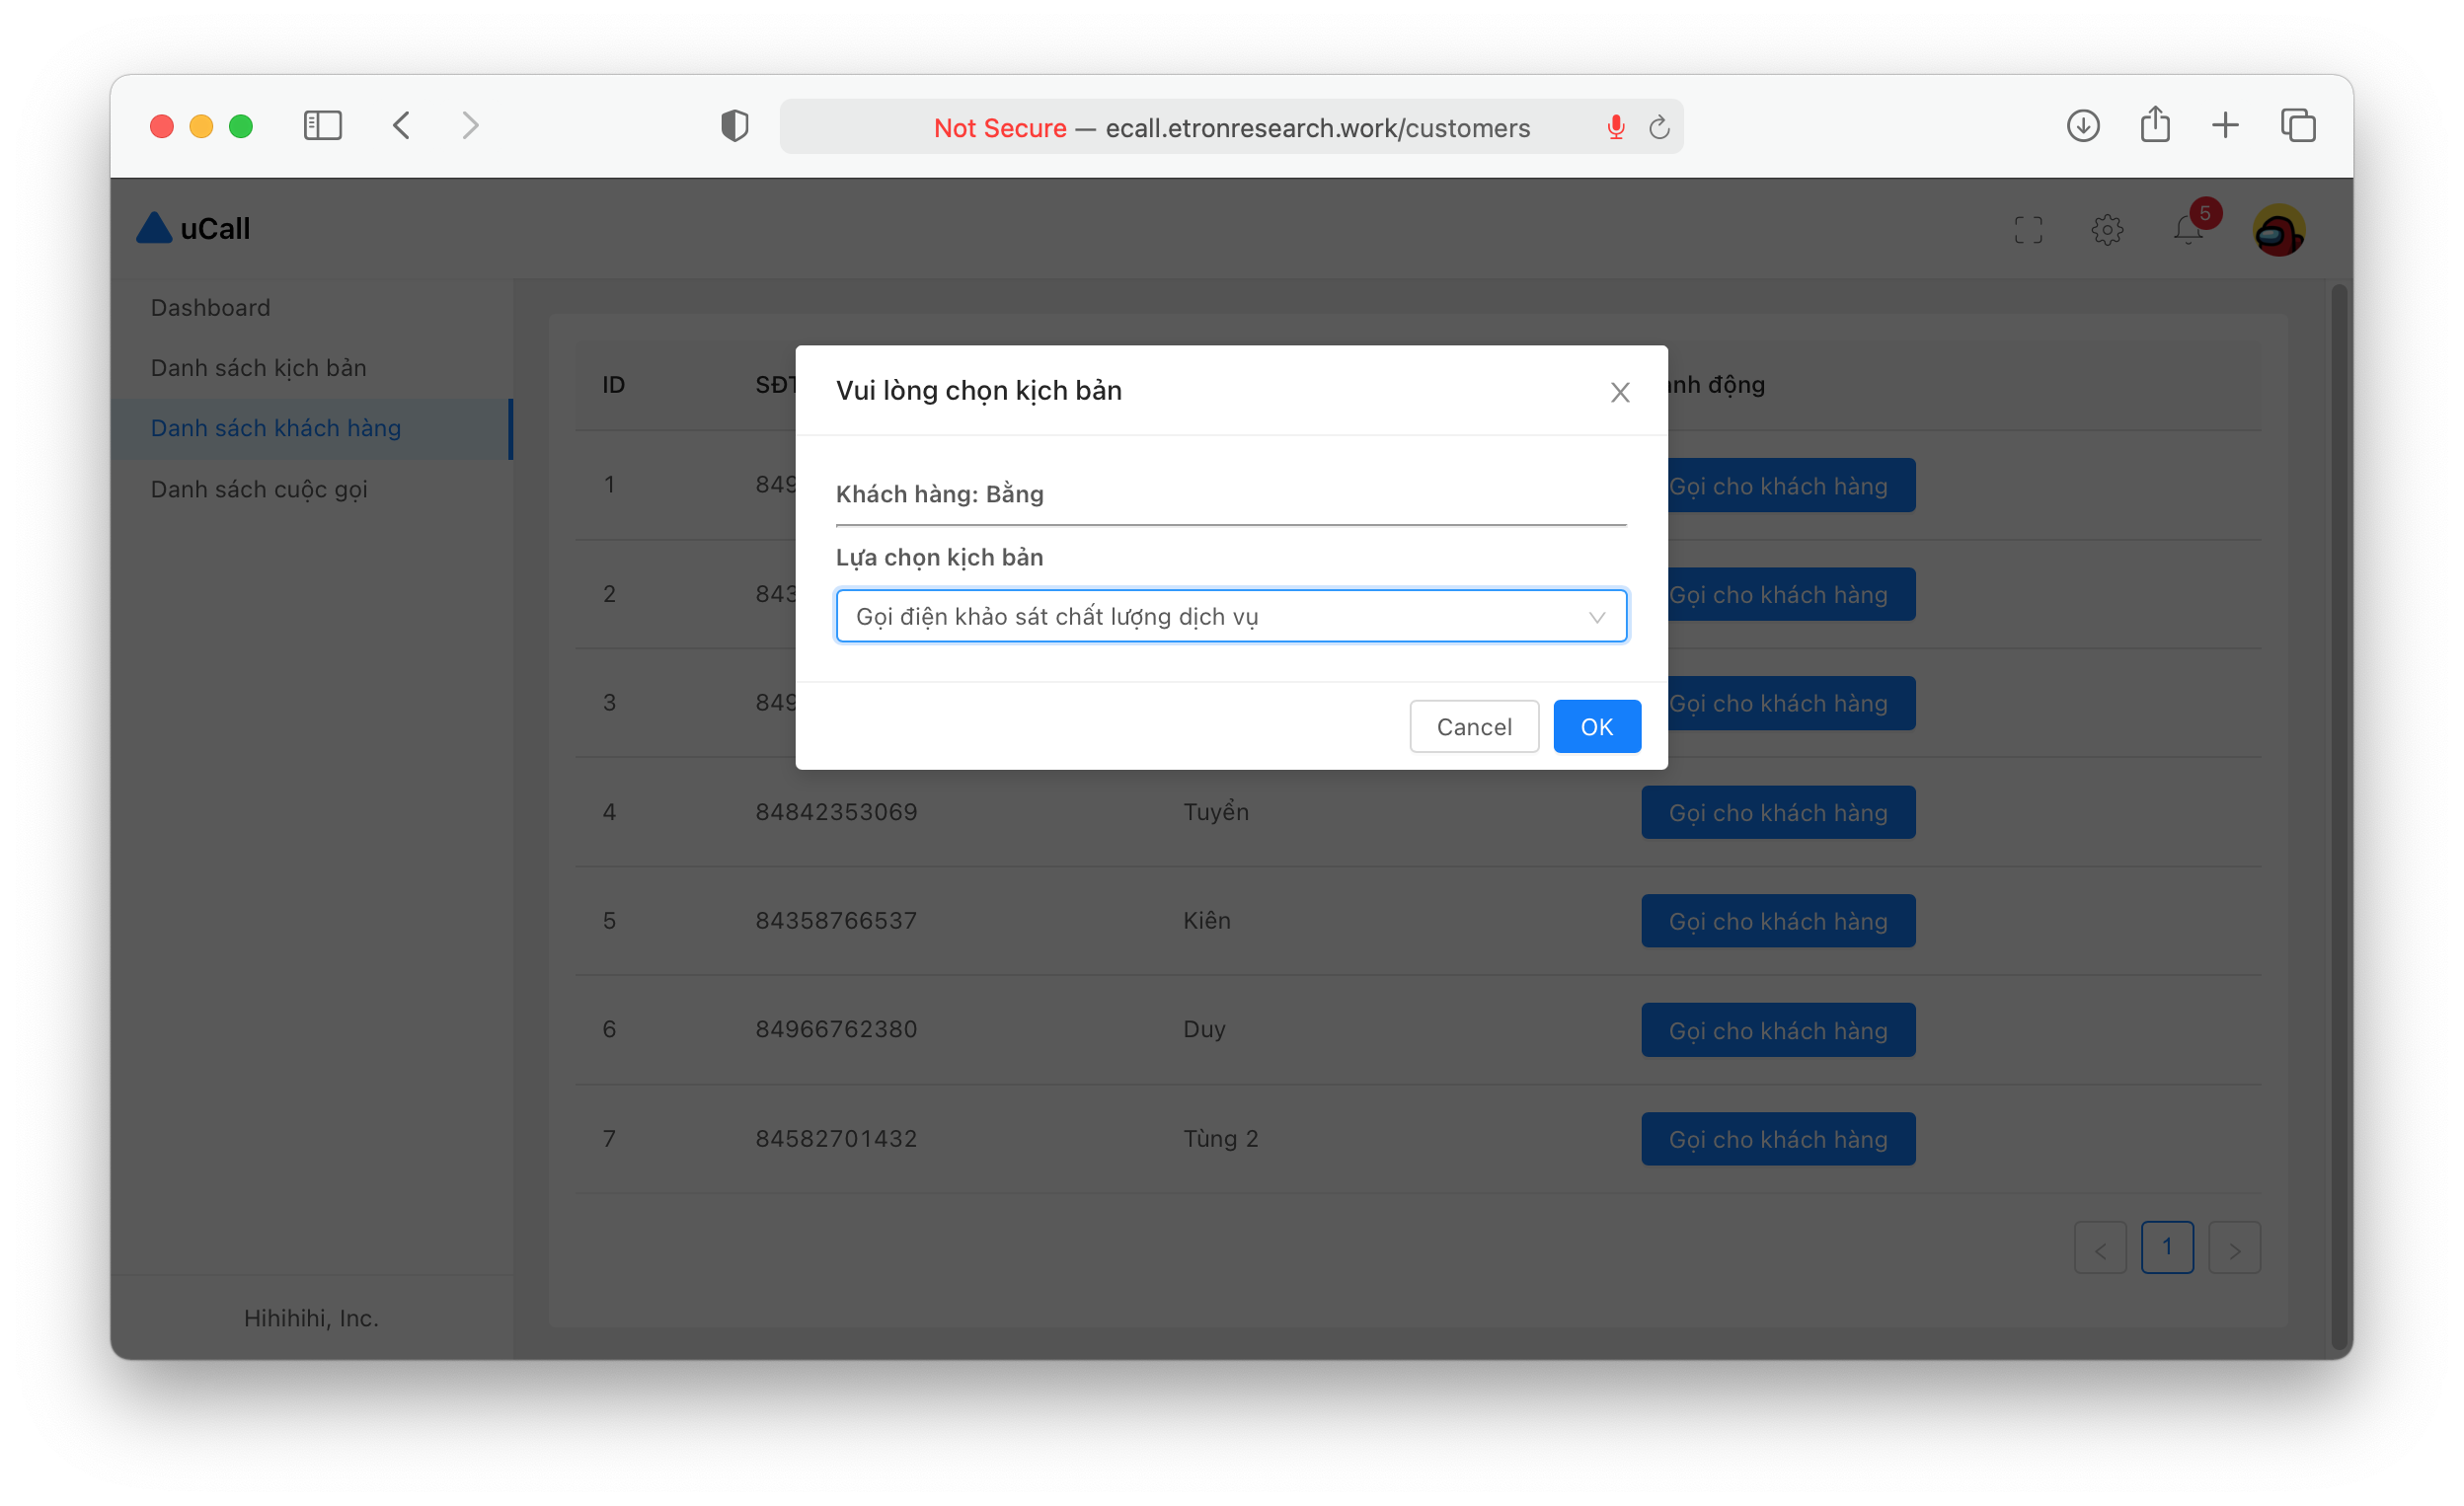 Not Secure — ecall.etronresearch.work/customers
uCall
5
Dashboard
Danh sách kịch bản
Danh sách khách hàng
Danh sách cuộc gọi
Hihihihi, Inc.
Vui lòng chọn kịch bản
Khách hàng: Bằng
Lựa chọn kịch bản
Gọi điện khảo sát chất lượng dịch vụ
Cancel OK
ID SĐT động
1 Gọi cho khách hàng
2 Gọi cho khách hàng
3 Gọi cho khách hàng
4 84842353069 Tuyển Gọi cho khách hàng
5 84358766537 Kiên Gọi cho khách hàng
6 84966762380 Duy Gọi cho khách hàng
7 84582701432 Tùng 2 Gọi cho khách hàng
< 1 >